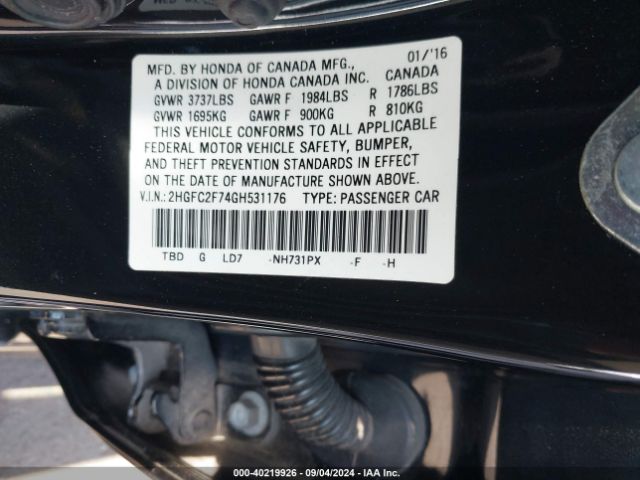 MFD. BY HONDA OF CANADA MFG., 01/'16
A DIVISION OF HONDA CANADA INC. CANADA
GVWR 3737LBS GAWR F 1984LBS R 1786LBS
GVWR 1695KG GAWR F 900KG R 810KG
THIS VEHICLE CONFORMS TO ALL APPLICABLE
FEDERAL MOTOR VEHICLE SAFETY, BUMPER,
AND THEFT PREVENTION STANDARDS IN EFFECT
ON THE DATE OF MANUFACTURE SHOWN ABOVE.
V.I.N.: 2HGFC2F74GH531176 TYPE: PASSENGER CAR
TBD G LD7 -NH731PX -F -H
000-40219926 - 09/04/2024 - IAA Inc.